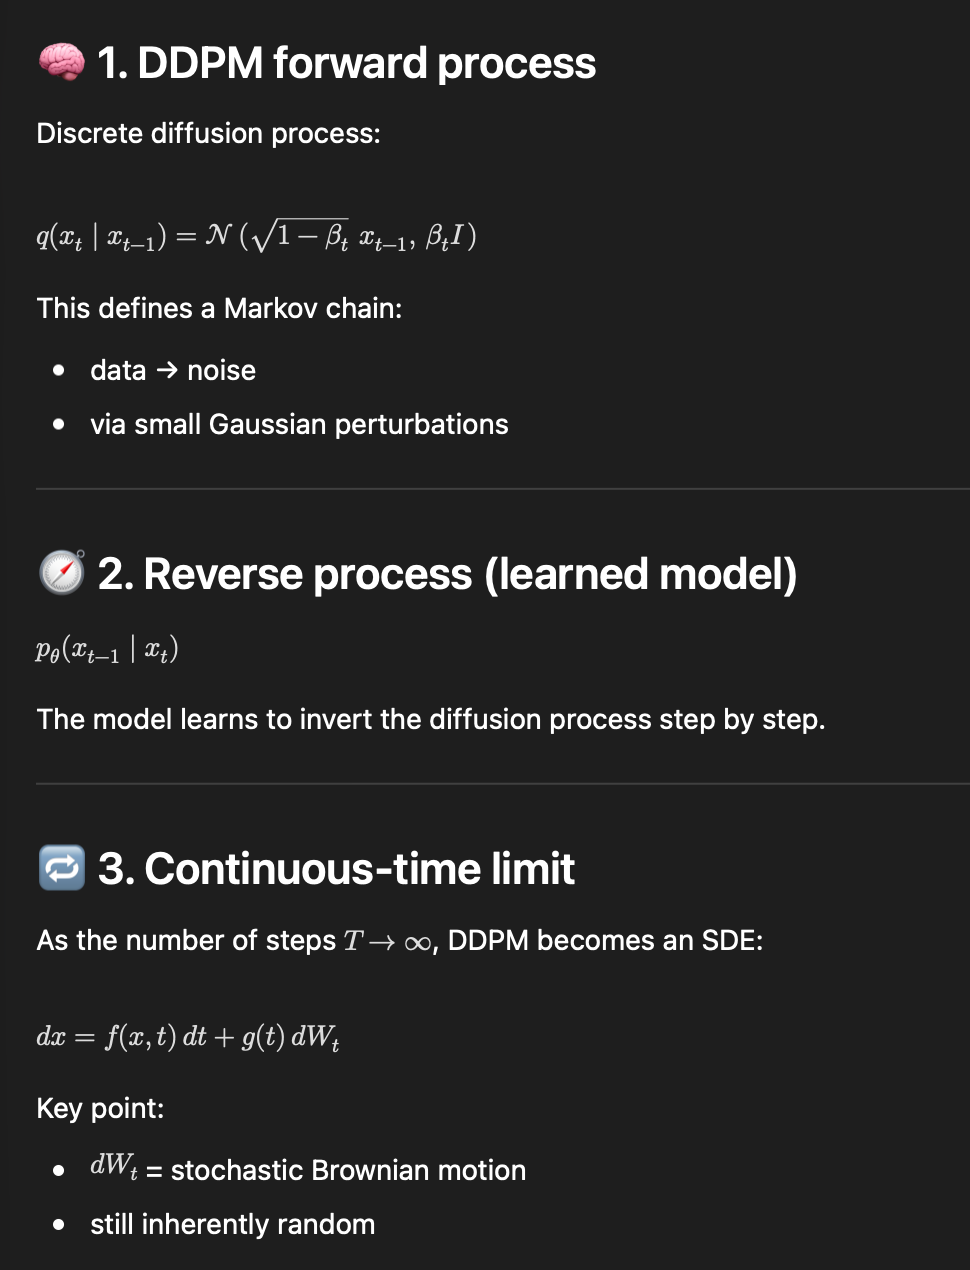 🧠 1. DDPM forward process
Discrete diffusion process:
q(x_t | x_{t−1}) = 𝒩(√(1 − β_t) x_{t−1}, β_t I)
This defines a Markov chain:
• data → noise
• via small Gaussian perturbations
🧭 2. Reverse process (learned model)
p_θ(x_{t−1} | x_t)
The model learns to invert the diffusion process step by step.
🔁 3. Continuous-time limit
As the number of steps T → ∞, DDPM becomes an SDE:
dx = f(x, t) dt + g(t) dW_t
Key point:
• dW_t = stochastic Brownian motion
• still inherently random